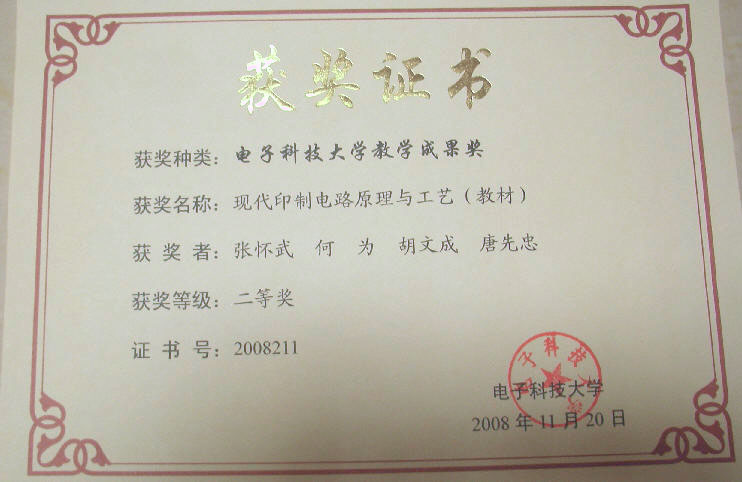 获奖证书
获奖种类：电子科技大学教学成果奖
获奖名称：现代印制电路原理与工艺（教材）
获 奖 者：张怀武 何 为 胡文成 唐先忠
获奖等级：二等奖
证 书 号：2008211
电子科技大学
电子科技大学
2008 年 11 月 20 日